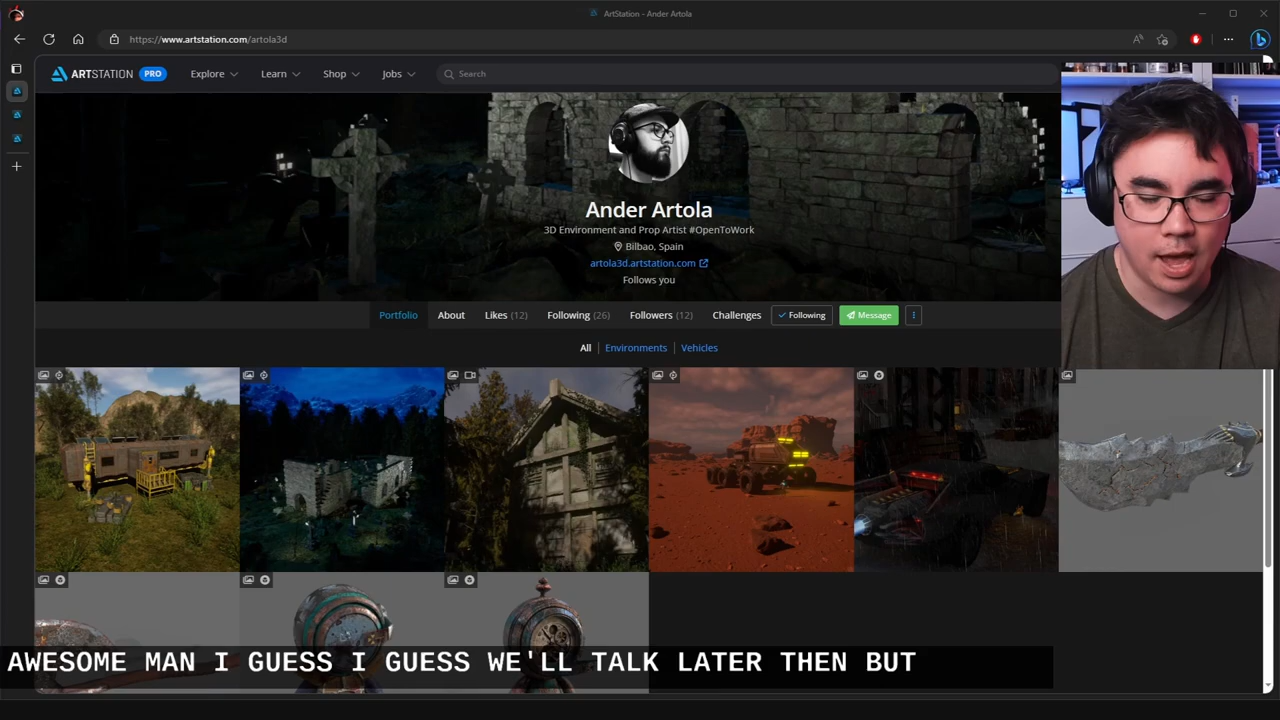 ArtStation - Ander Artola
https://www.artstation.com/artola3d
ARTSTATION PRO Explore Learn Shop Jobs Search
Ander Artola
3D Environment and Prop Artist #OpenToWork
Bilbao, Spain
artola3d.artstation.com
Follows you
Portfolio About Likes (12) Following (26) Followers (12) Challenges Following Message
All Environments Vehicles
AWESOME MAN I GUESS I GUESS WE'LL TALK LATER THEN BUT